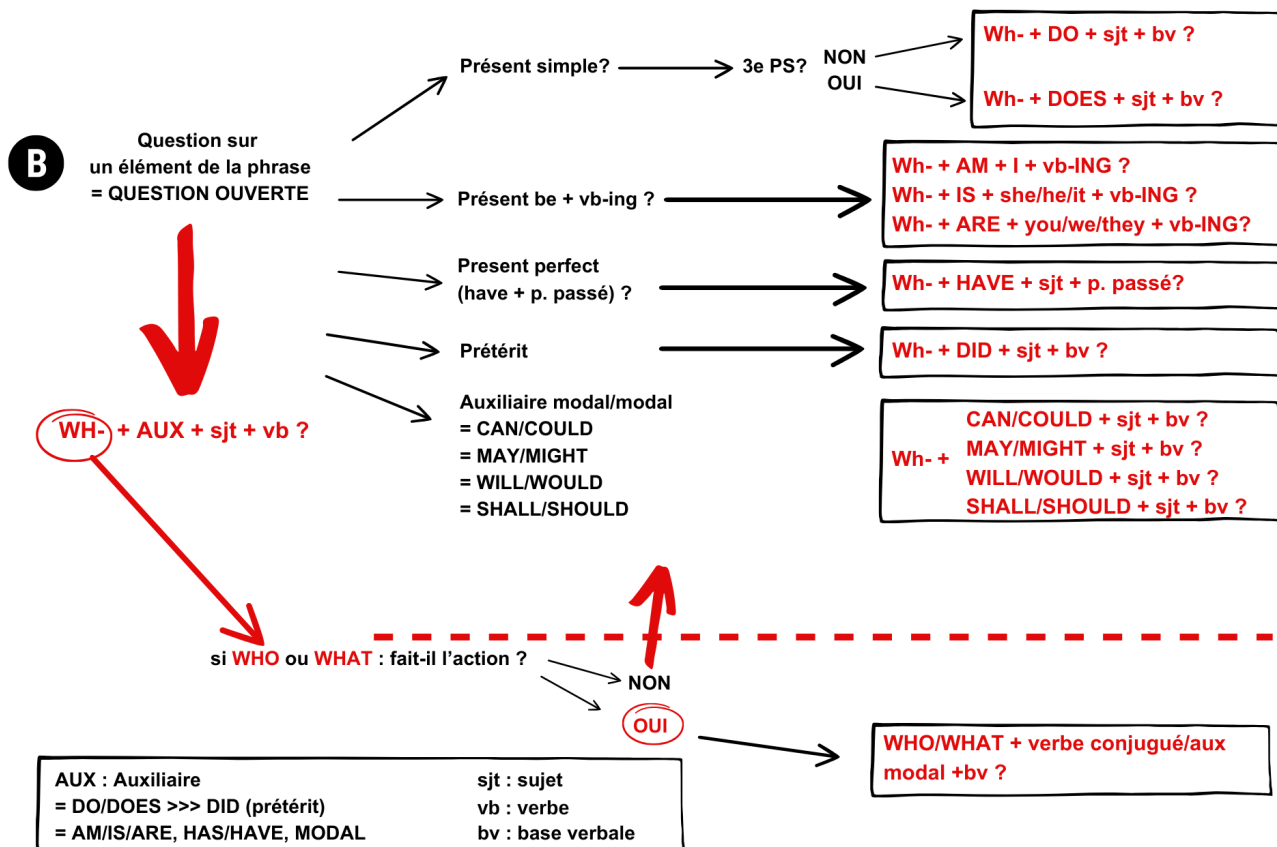 B
Question sur
un élément de la phrase
= QUESTION OUVERTE
WH- + AUX + sjt + vb ?
Présent simple?
3e PS?
NON
OUI
Wh- + DO + sjt + bv ?
Wh- + DOES + sjt + bv ?
Présent be + vb-ing ?
Wh- + AM + I + vb-ING ?
Wh- + IS + she/he/it + vb-ING ?
Wh- + ARE + you/we/they + vb-ING?
Present perfect
(have + p. passé) ?
Wh- + HAVE + sjt + p. passé?
Prétérit
Wh- + DID + sjt + bv ?
Auxiliaire modal/modal
= CAN/COULD
= MAY/MIGHT
= WILL/WOULD
= SHALL/SHOULD
Wh- +
CAN/COULD + sjt + bv ?
MAY/MIGHT + sjt + bv ?
WILL/WOULD + sjt + bv ?
SHALL/SHOULD + sjt + bv ?
si WHO ou WHAT : fait-il l'action ?
NON
OUI
WHO/WHAT + verbe conjugué/aux
modal +bv ?
AUX : Auxiliaire
= DO/DOES >>> DID (prétérit)
= AM/IS/ARE, HAS/HAVE, MODAL
sjt : sujet
vb : verbe
bv : base verbale